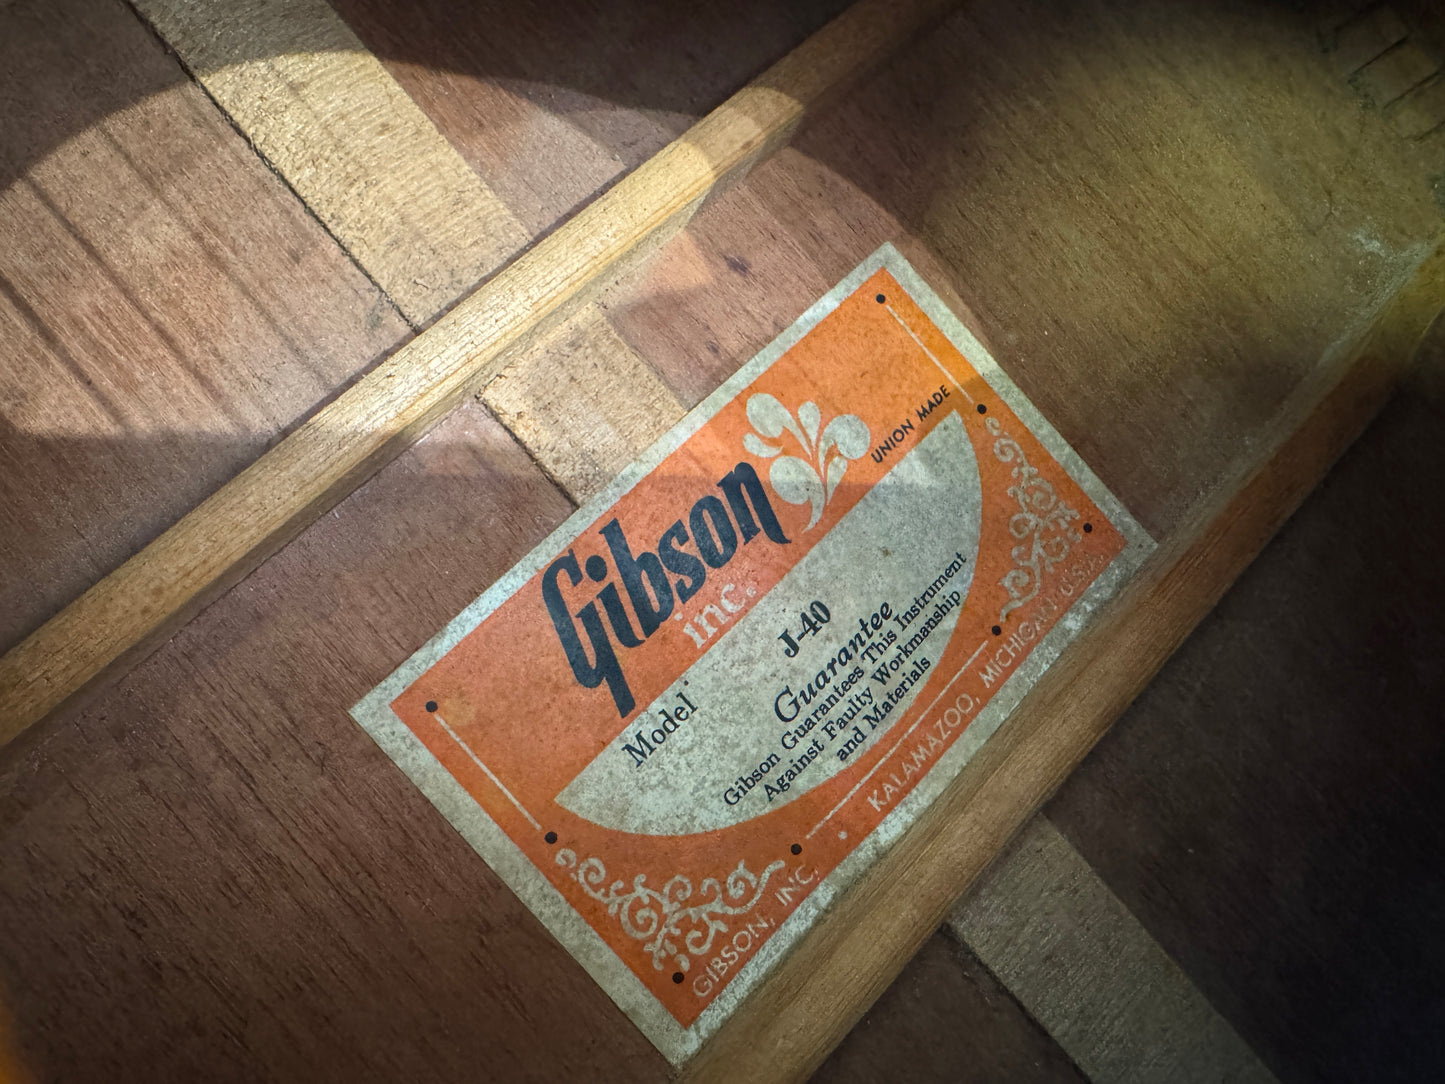 UNION MADE
Gibson
inc.
Model J-40
Guarantee
Gibson Guarantees This Instrument
Against Faulty Workmanship
and Materials
GIBSON, INC. • KALAMAZOO, MICHIGAN U.S.A.